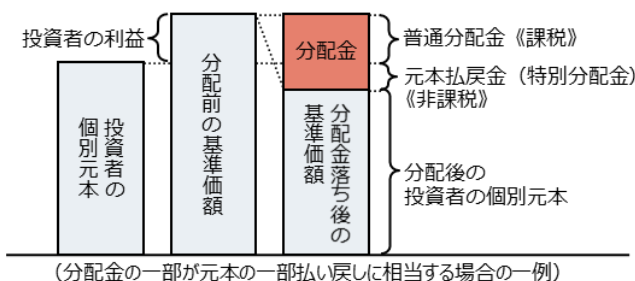 投資者の利益
投資者の
個別元本
分配前の基準価額
分配金
分配金落ち後の
基準価額
普通分配金《課税》
元本払戻金（特別分配金）
《非課税》
分配後の
投資者の個別元本
（分配金の一部が元本の一部払い戻しに相当する場合の一例）